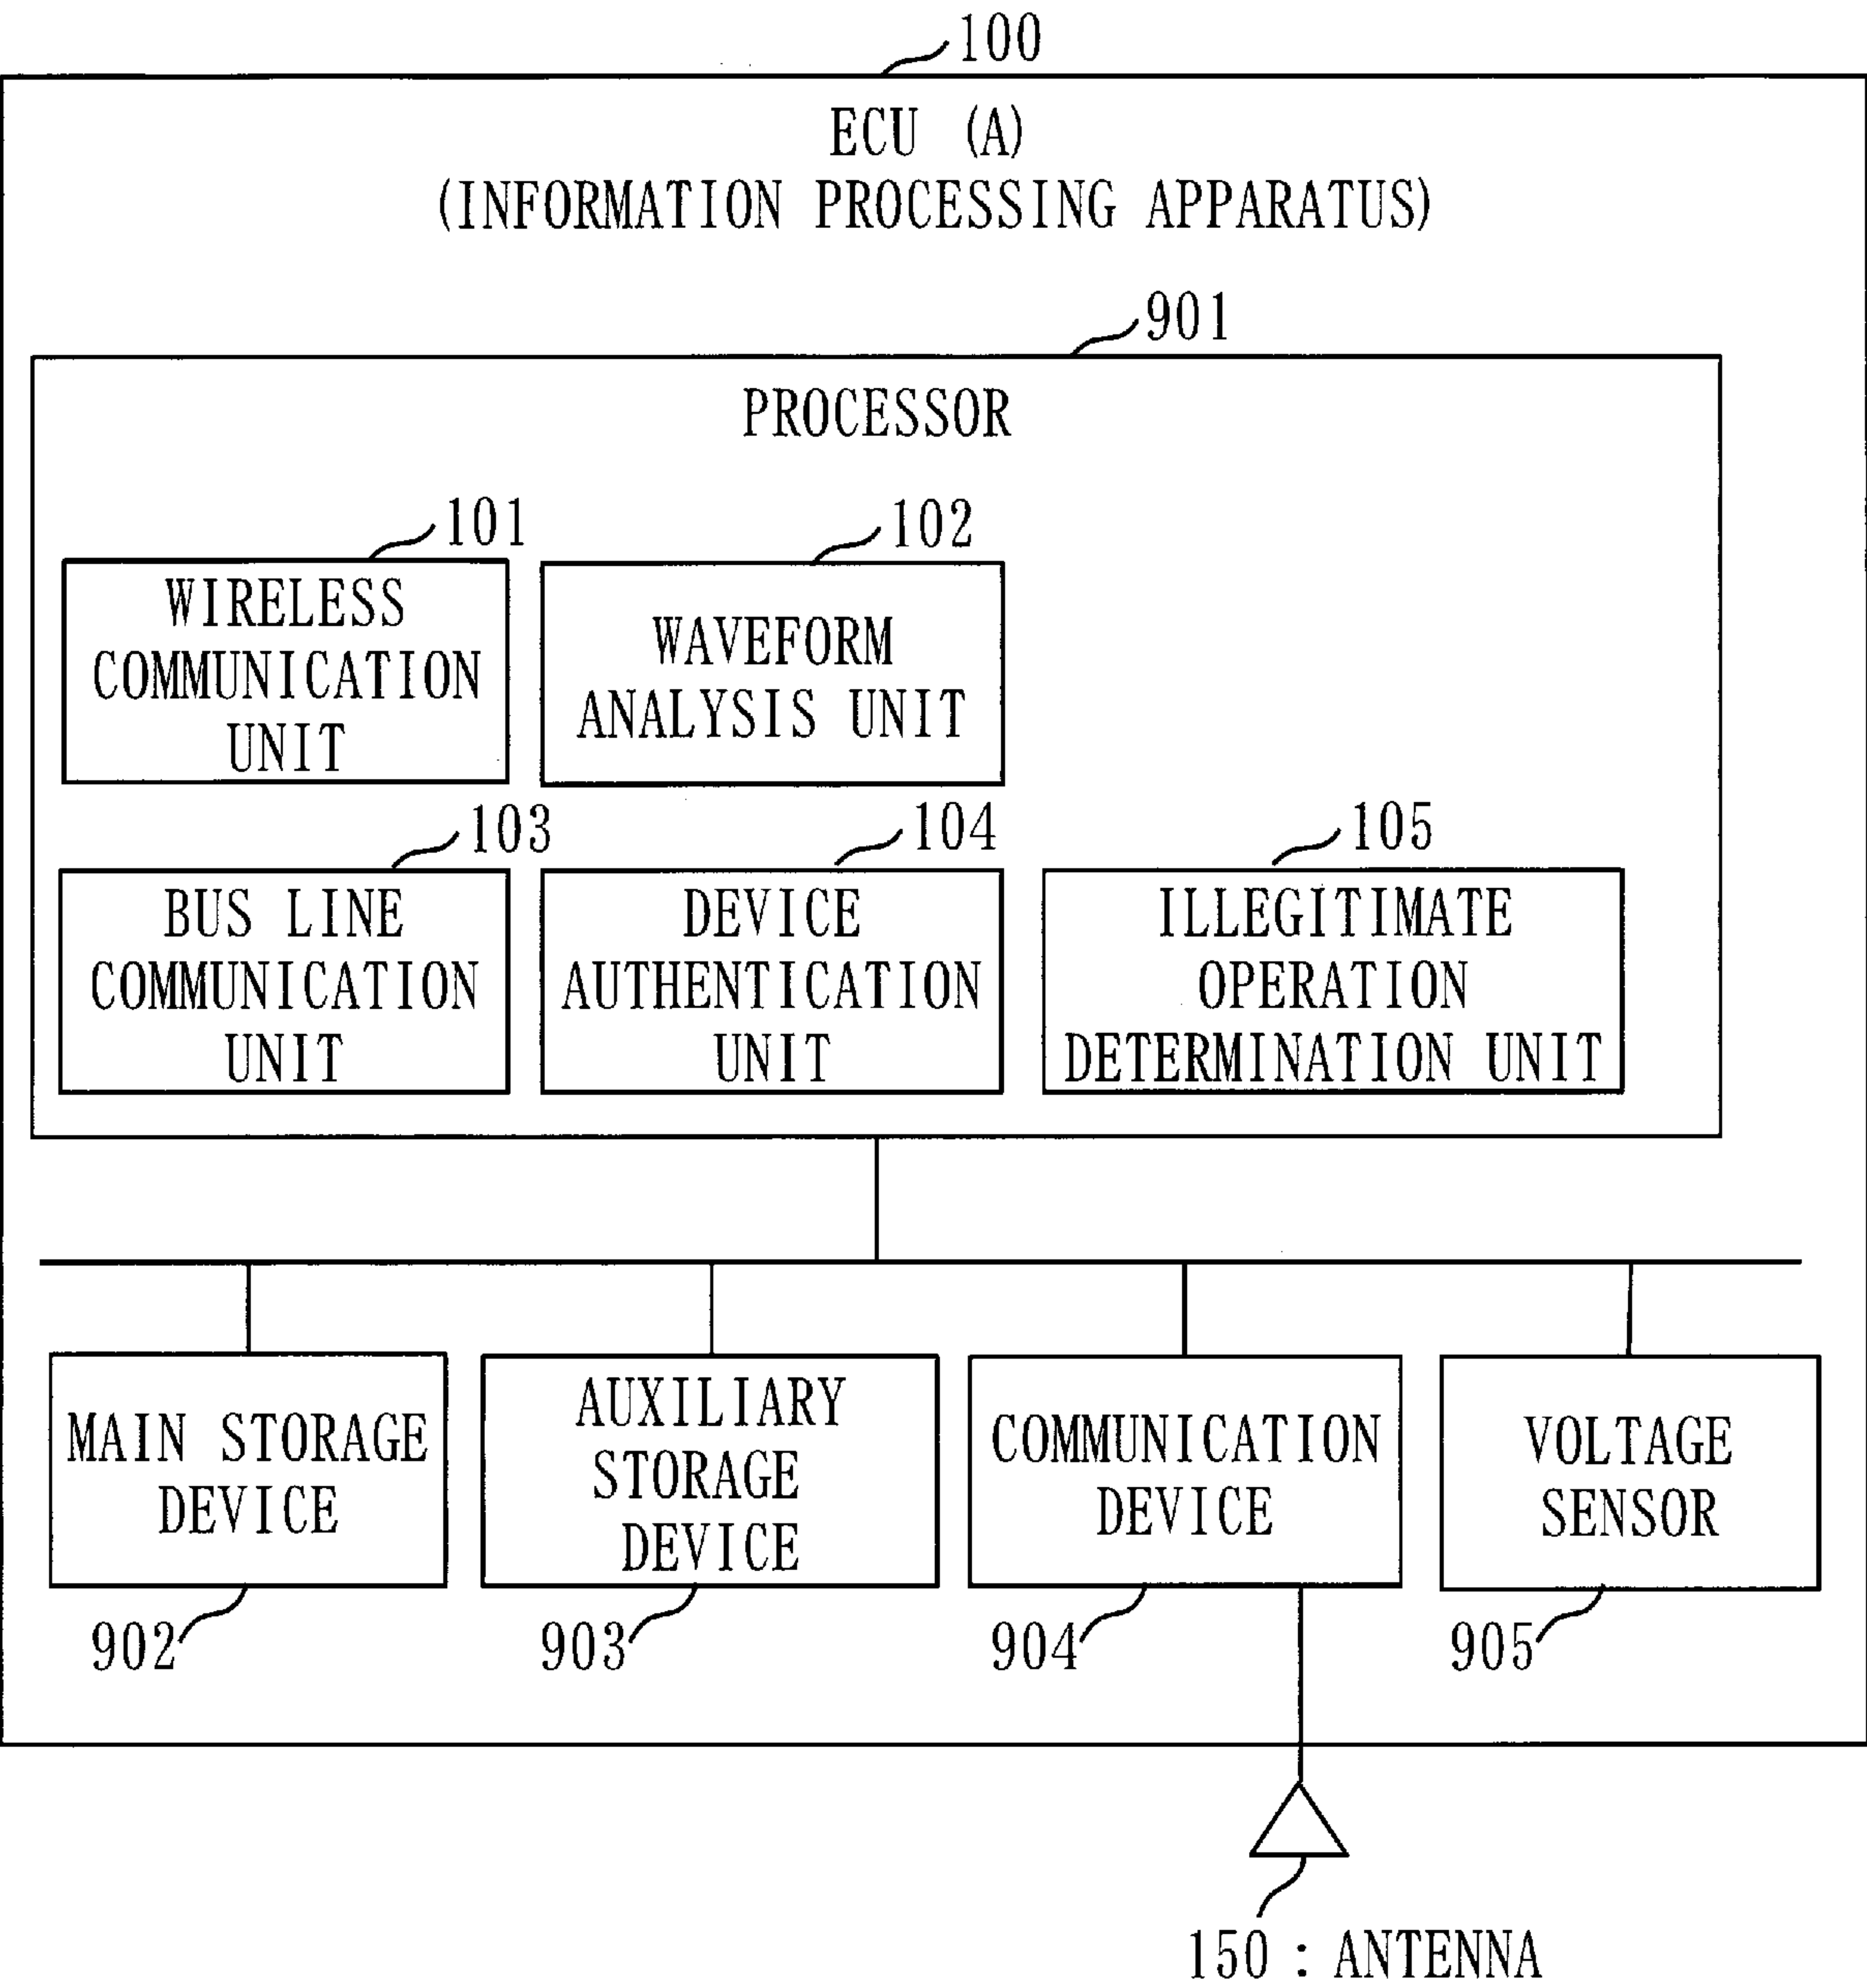 100
ECU (A)
(INFORMATION PROCESSING APPARATUS)
901
PROCESSOR
101
WIRELESS
COMMUNICATION
UNIT
102
WAVEFORM
ANALYSIS UNIT
103
BUS LINE
COMMUNICATION
UNIT
104
DEVICE
AUTHENTICATION
UNIT
105
ILLEGITIMATE
OPERATION
DETERMINATION UNIT
MAIN STORAGE
DEVICE
902
AUXILIARY
STORAGE
DEVICE
903
COMMUNICATION
DEVICE
904
VOLTAGE
SENSOR
905
150 : ANTENNA